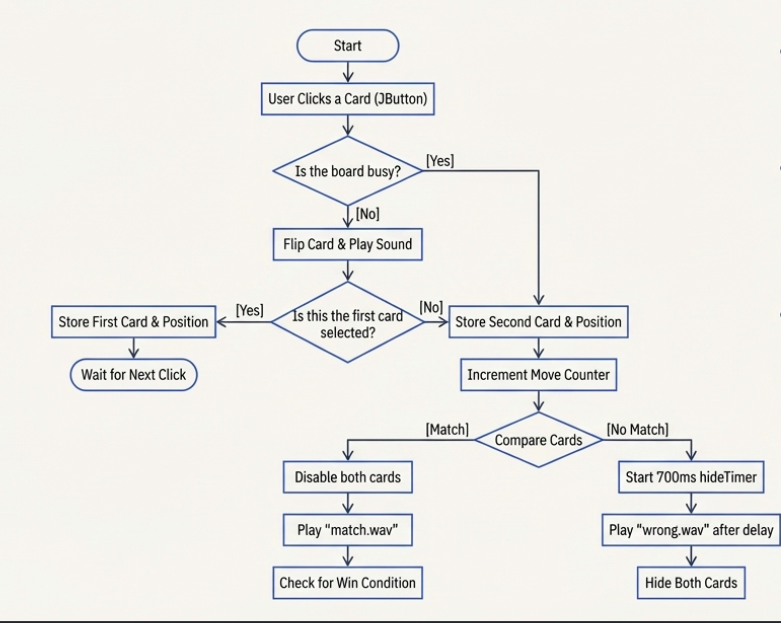 Start
User Clicks a Card (JButton)
Is the board busy?
[Yes]
[No]
Flip Card & Play Sound
Is this the first card
selected?
[Yes]
[No]
Store First Card & Position
Store Second Card & Position
Wait for Next Click
Increment Move Counter
Compare Cards
[Match]
[No Match]
Disable both cards
Start 700ms hideTimer
Play "match.wav"
Play "wrong.wav" after delay
Check for Win Condition
Hide Both Cards